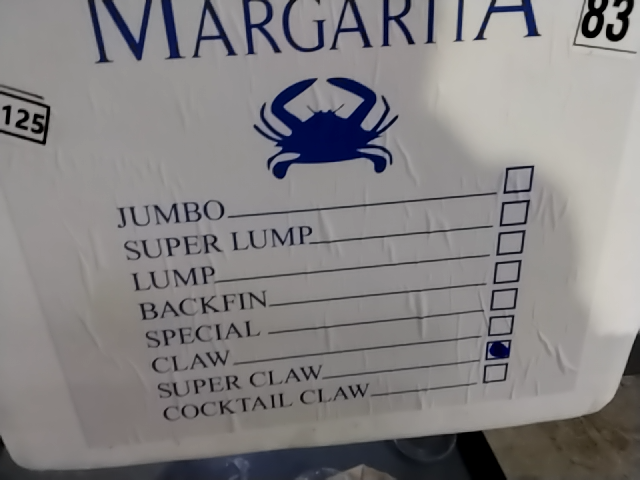 MARGARITA
83
125
JUMBO
SUPER LUMP
LUMP
BACKFIN
SPECIAL
CLAW
SUPER CLAW
COCKTAIL CLAW